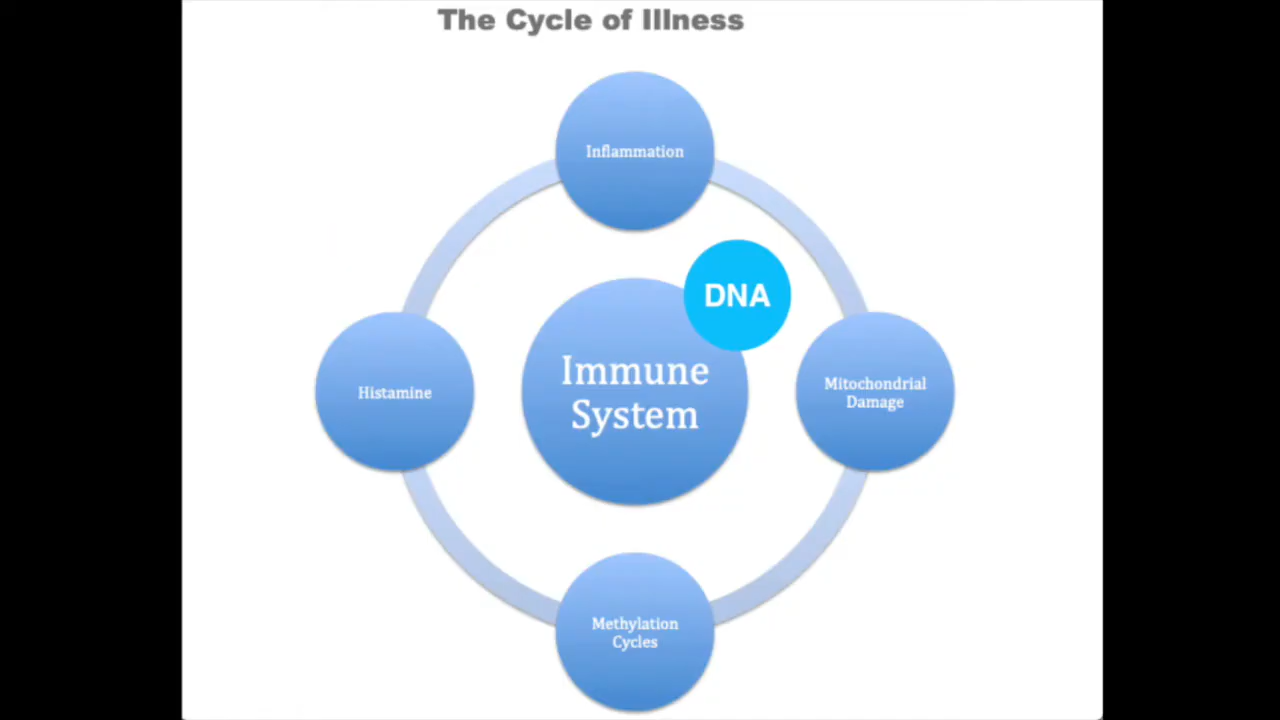 The Cycle of Illness
Inflammation
DNA
Immune
System
Histamine
Mitochondrial
Damage
Methylation
Cycles